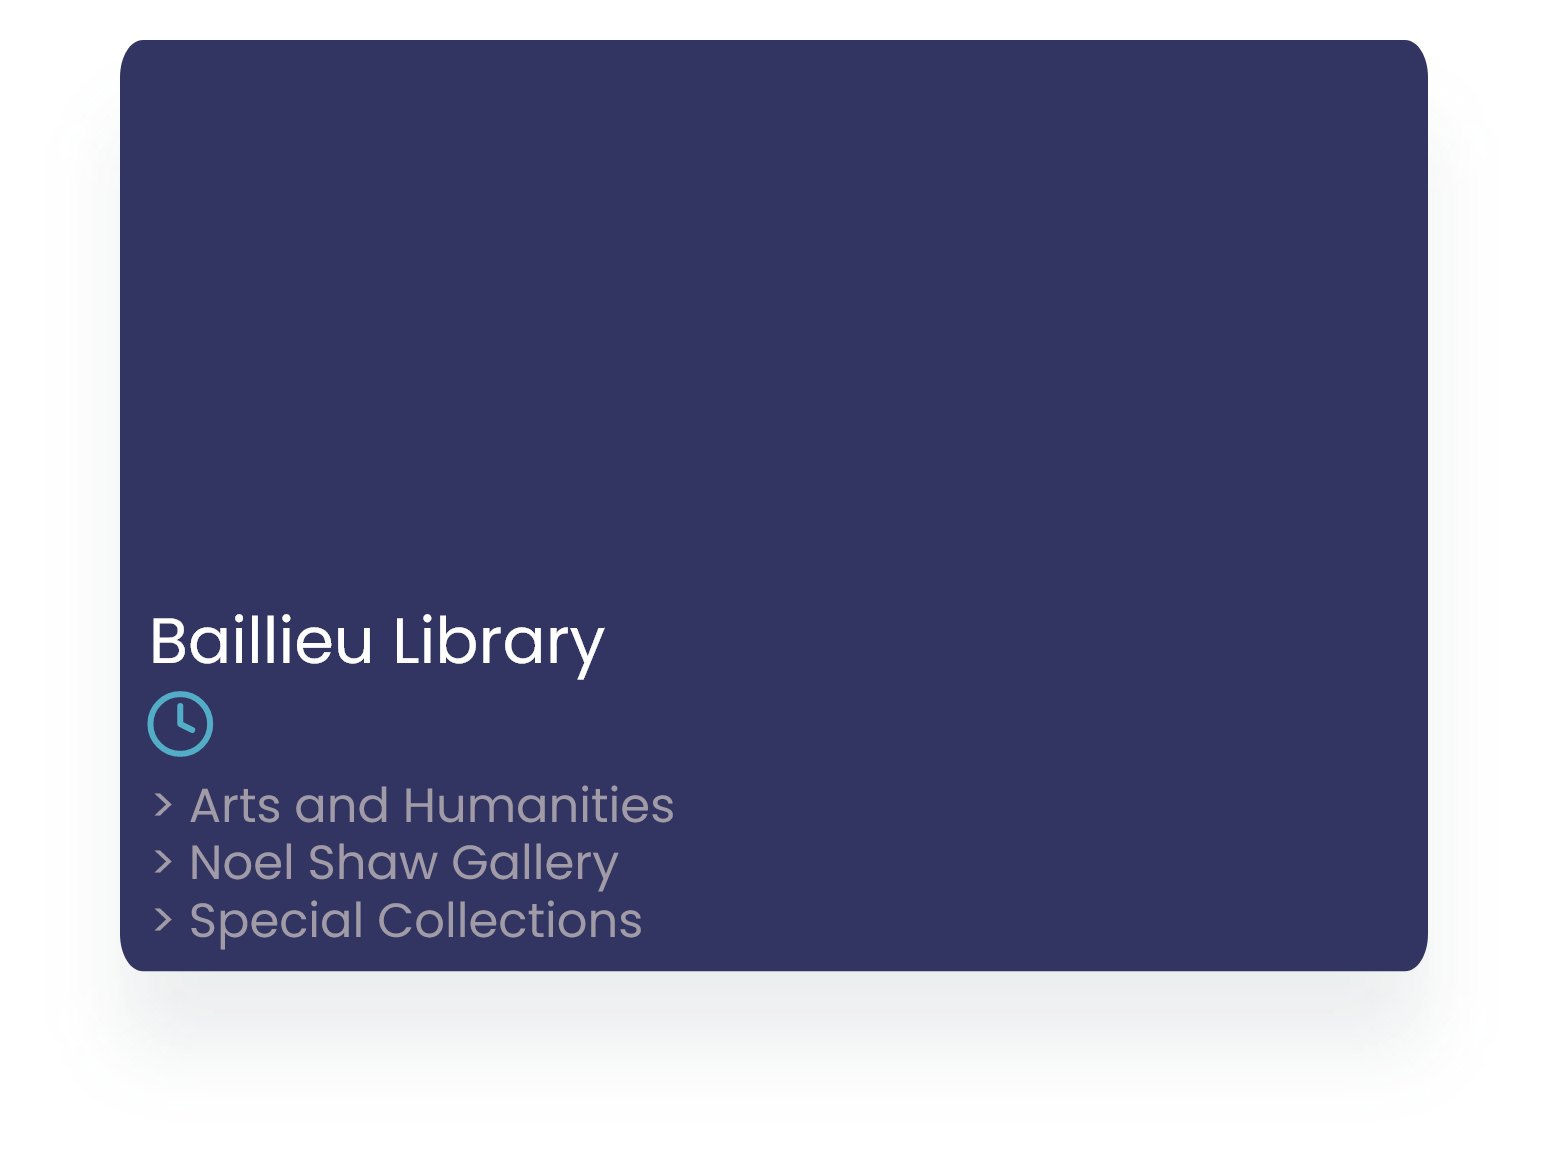 Baillieu Library
> Arts and Humanities
> Noel Shaw Gallery
> Special Collections